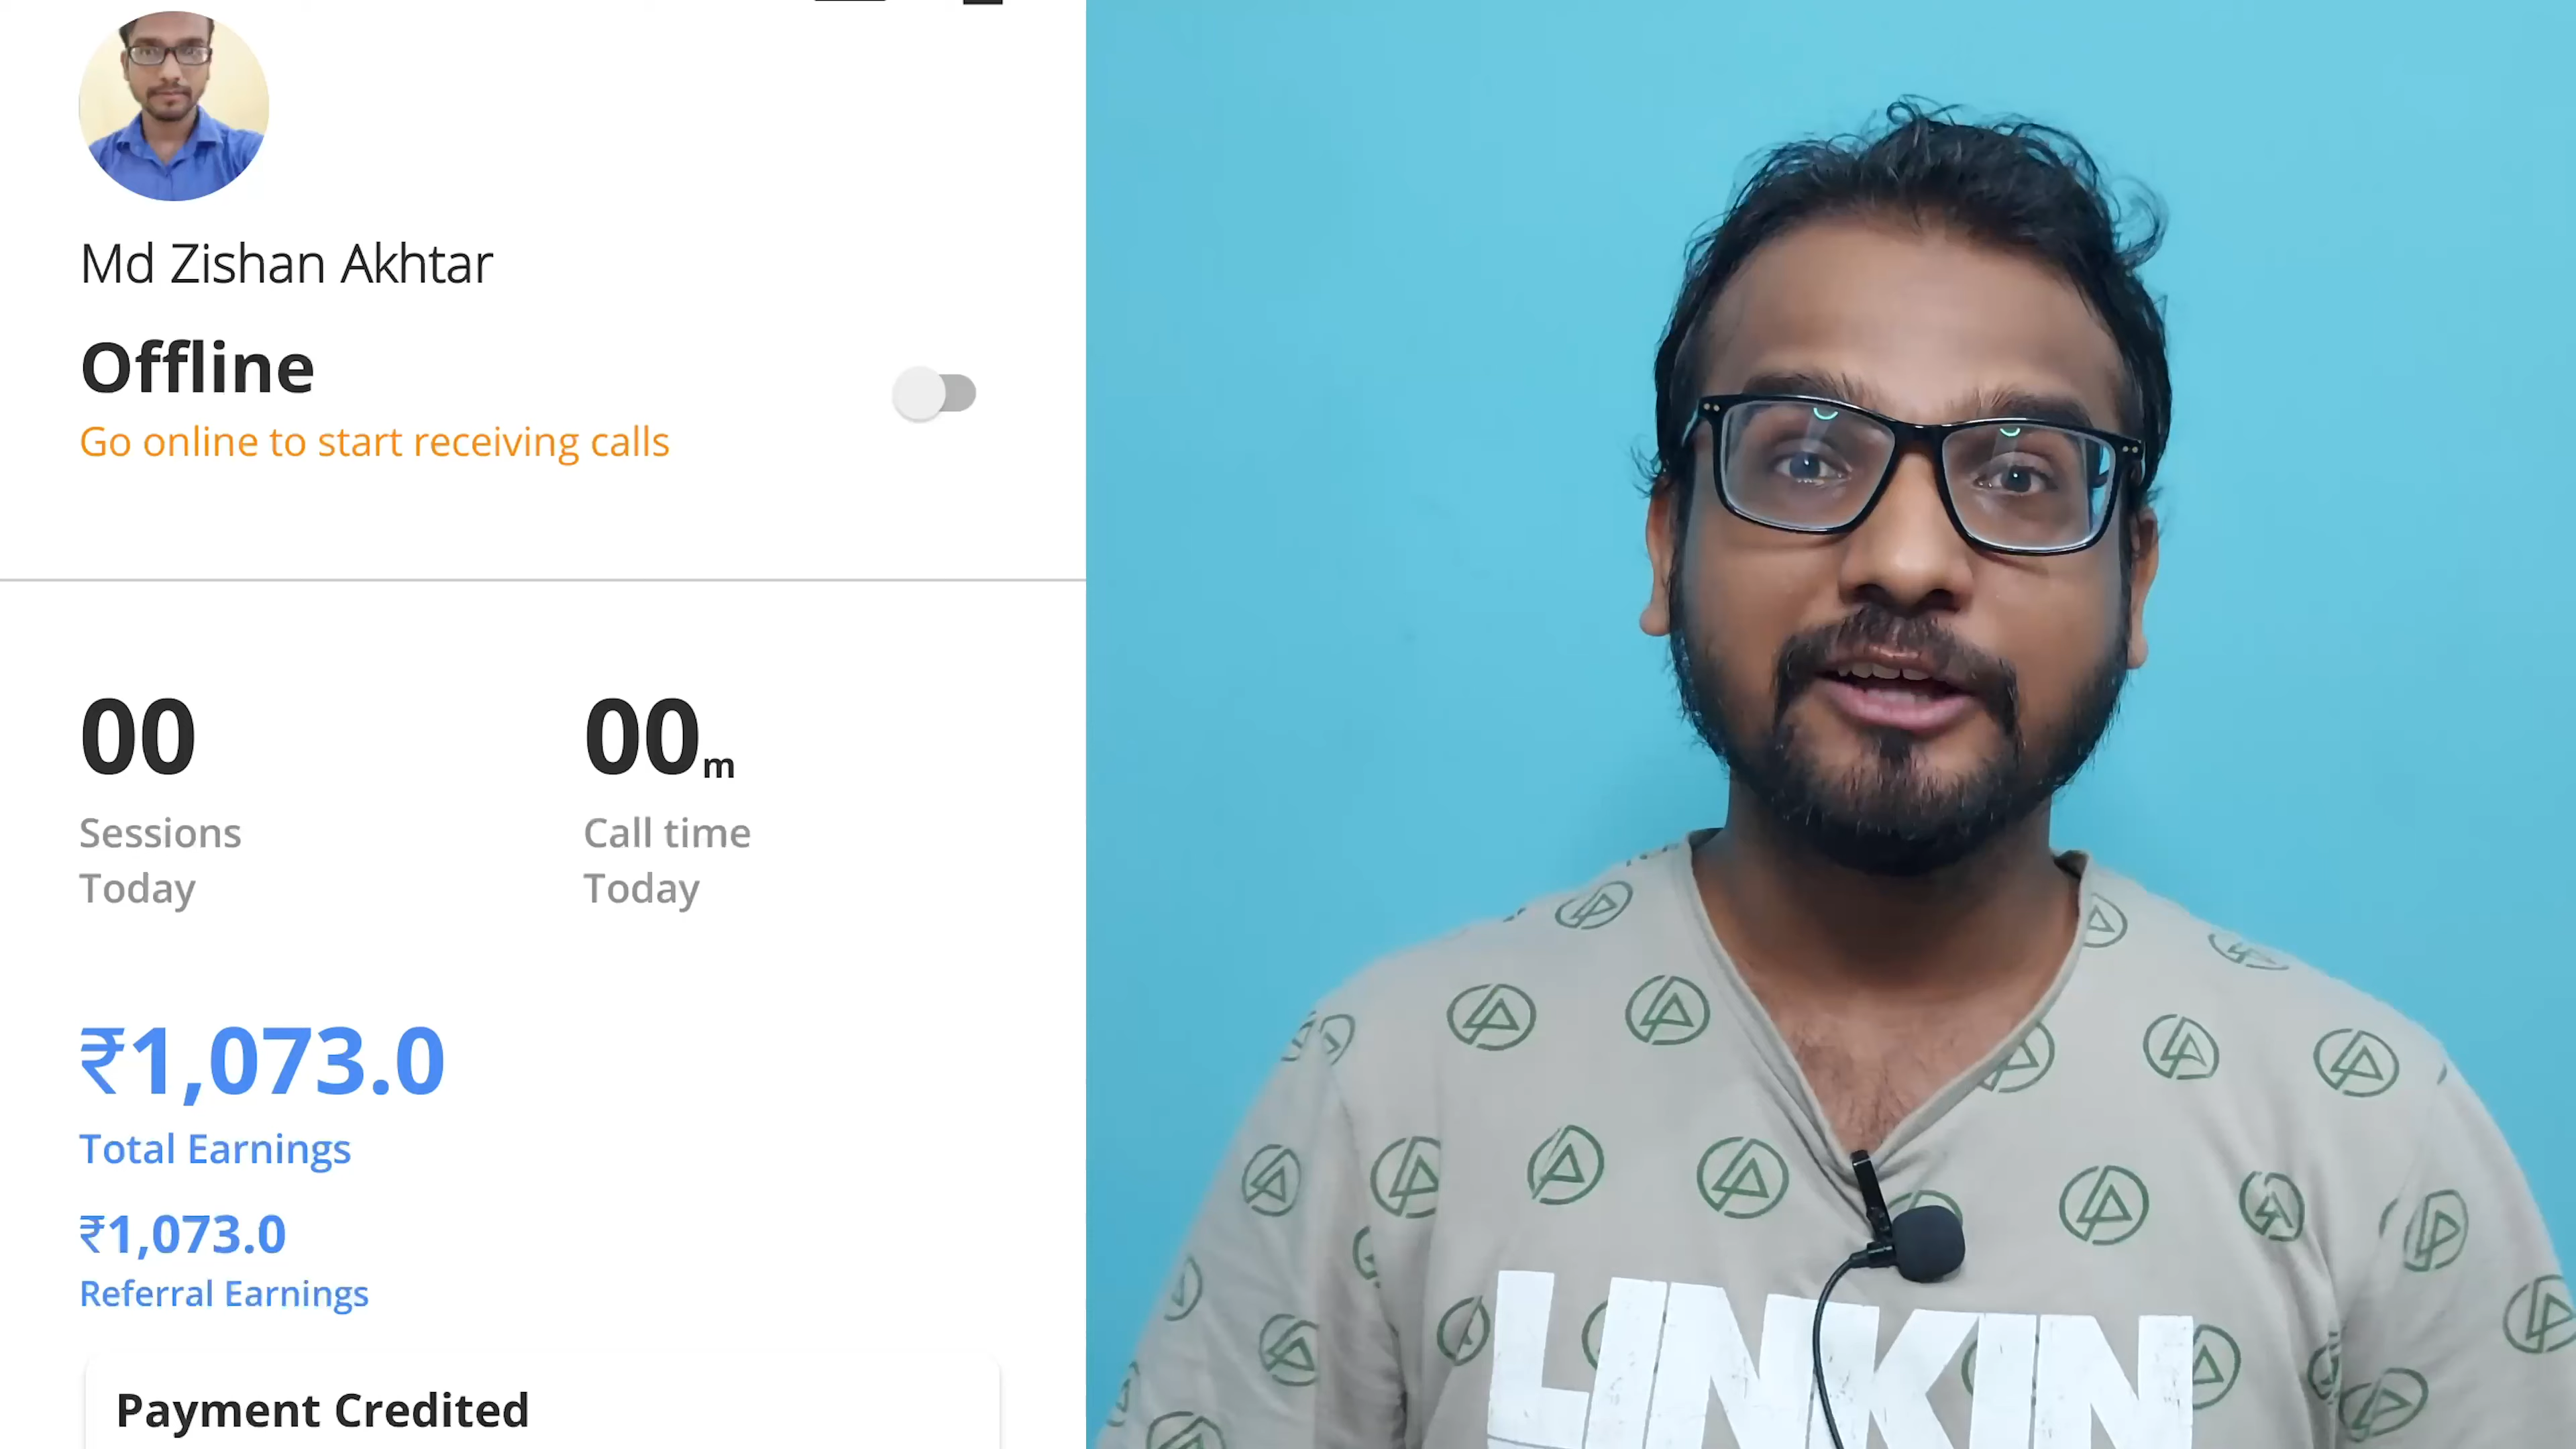 Md Zishan Akhtar
Offline
Go online to start receiving calls
00
Sessions
Today
00m
Call time
Today
₹1,073.0
Total Earnings
₹1,073.0
Referral Earnings
Payment Credited
LINKIN